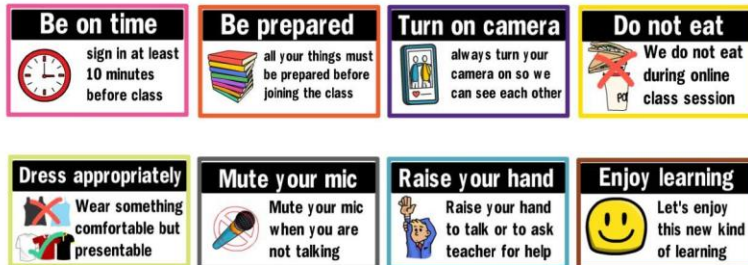 Be on time
sign in at least
10 minutes
before class
Be prepared
all your things must
be prepared before
joining the class
Turn on camera
always turn your
camera on so we
can see each other
Do not eat
We do not eat
during online
class session
Dress appropriately
Wear something
comfortable but
presentable
Mute your mic
Mute your mic
when you are
not talking
Raise your hand
Raise your hand
to talk or to ask
teacher for help
Enjoy learning
Let's enjoy
this new kind
of learning